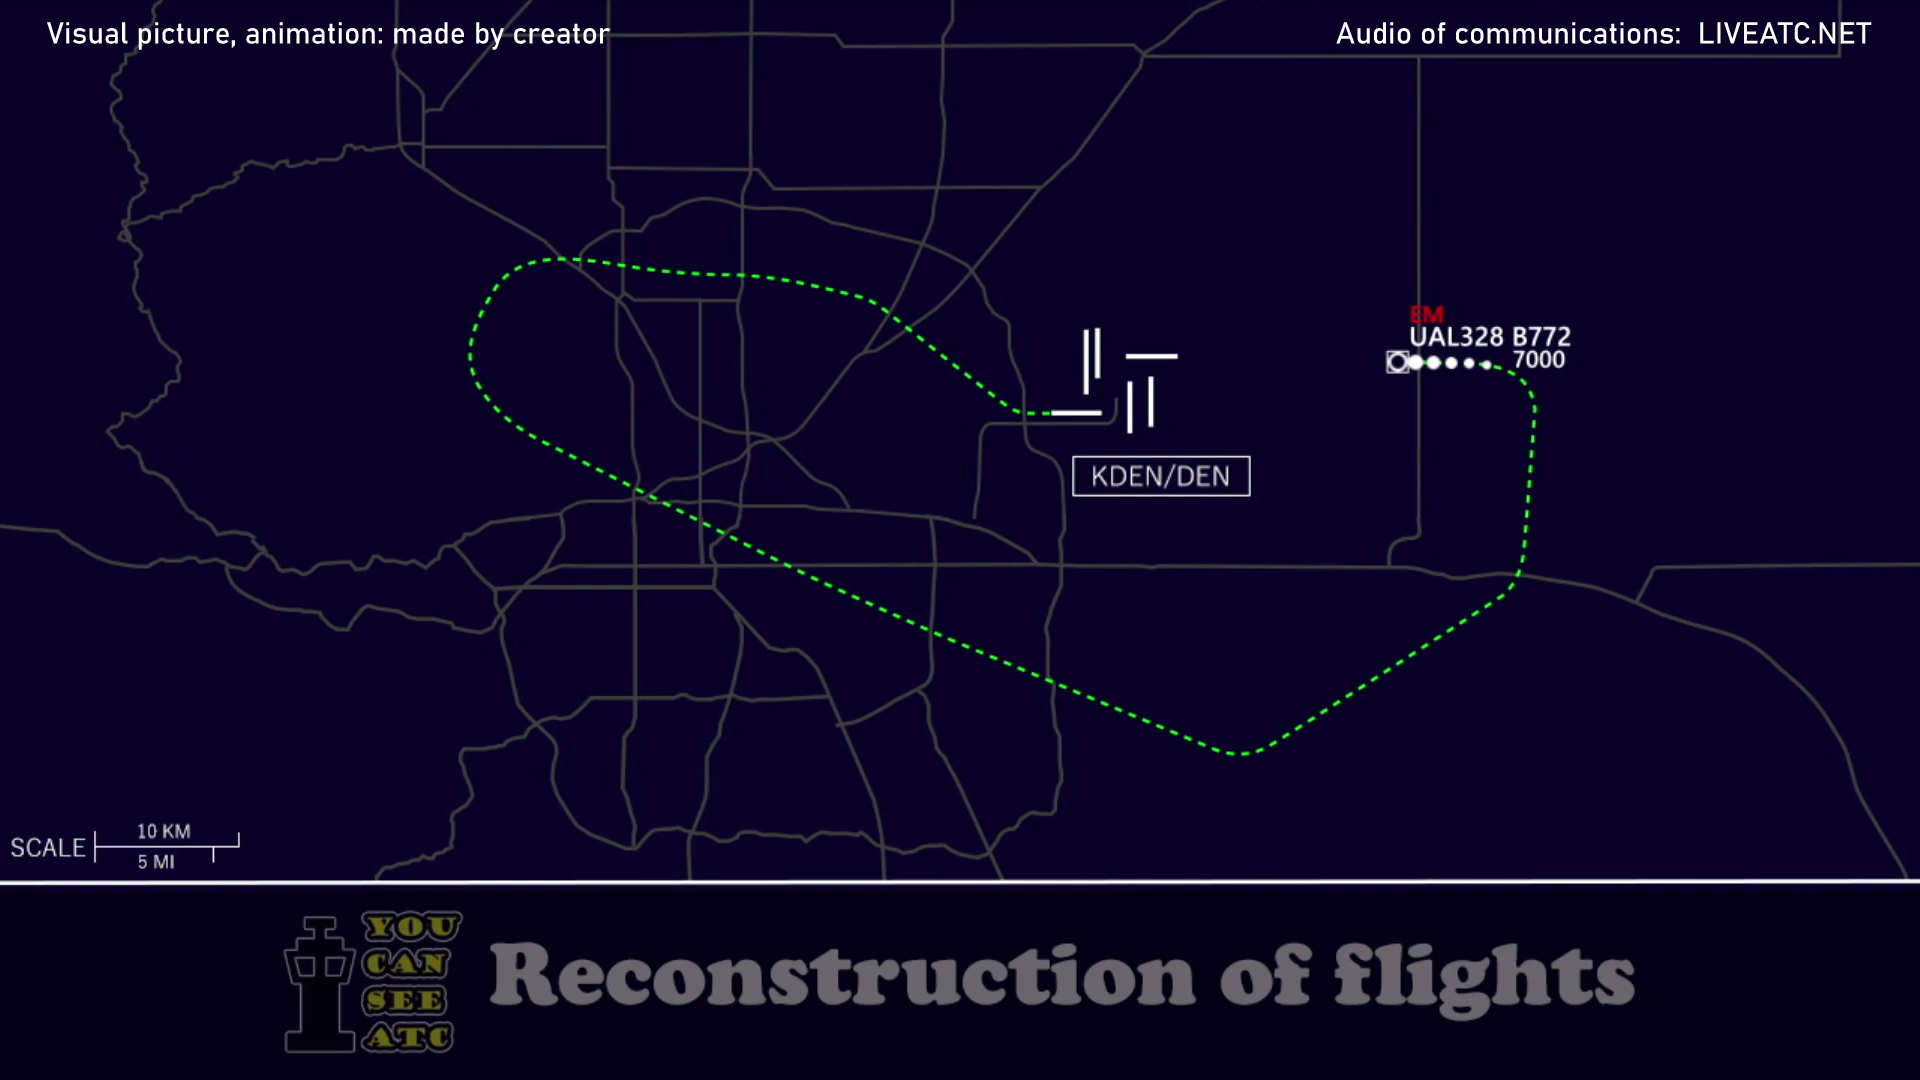 Visual picture, animation: made by creator
Audio of communications: LIVEATC.NET
EM
UAL328 B772
7000
KDEN/DEN
SCALE
10 KM
5 MI
YOU
CAN
SEE
ATC
Reconstruction of flights